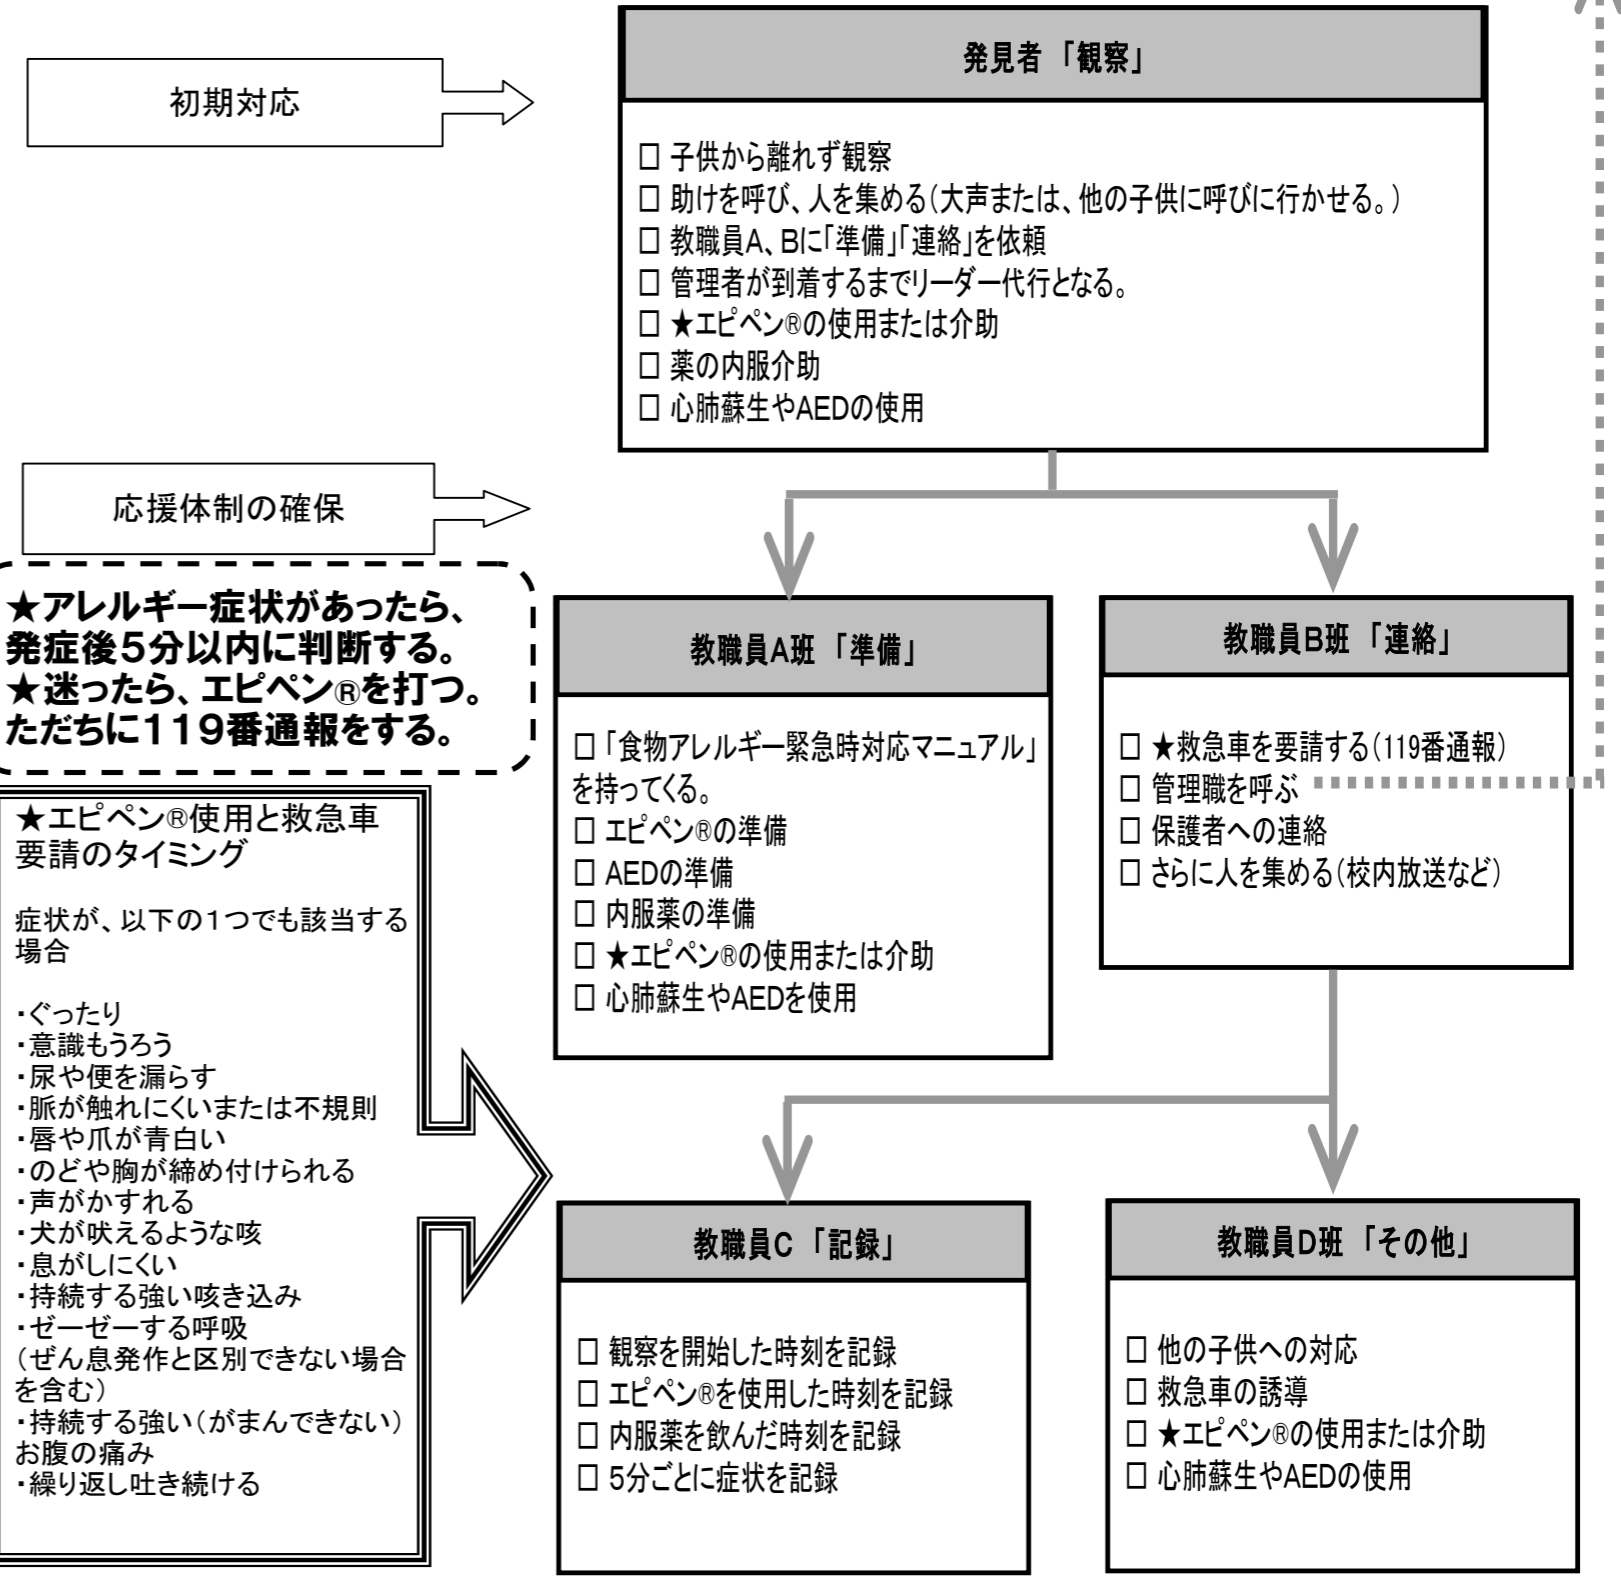 初期対応
発見者 「観察」
□ 子供から離れず観察
□ 助けを呼び、人を集める（大声または、他の子供に呼びに行かせる。）
□ 教職員A、Bに「準備」「連絡」を依頼
□ 管理者が到着するまでリーダー代行となる。
□ ★エピペン®の使用または介助
□ 薬の内服介助
□ 心肺蘇生やAEDの使用
応援体制の確保
★アレルギー症状があったら、
発症後５分以内に判断する。
★迷ったら、エピペン®を打つ。
ただちに１１９番通報をする。
教職員A班 「準備」
□「食物アレルギー緊急時対応マニュアル」
を持ってくる。
□ エピペン®の準備
□ AEDの準備
□ 内服薬の準備
□ ★エピペン®の使用または介助
□ 心肺蘇生やAEDを使用
教職員B班 「連絡」
□ ★救急車を要請する（119番通報）
□ 管理職を呼ぶ
□ 保護者への連絡
□ さらに人を集める（校内放送など）
★エピペン®使用と救急車
要請のタイミング
症状が、以下の１つでも該当する
場合
・ぐったり
・意識もうろう
・尿や便を漏らす
・脈が触れにくいまたは不規則
・唇や爪が青白い
・のどや胸が締め付けられる
・声がかすれる
・犬が吠えるような咳
・息がしにくい
・持続する強い咳き込み
・ゼーゼーする呼吸
（ぜん息発作と区別できない場合
を含む）
・持続する強い（がまんできない）
お腹の痛み
・繰り返し吐き続ける
教職員C 「記録」
□ 観察を開始した時刻を記録
□ エピペン®を使用した時刻を記録
□ 内服薬を飲んだ時刻を記録
□ 5分ごとに症状を記録
教職員D班 「その他」
□ 他の子供への対応
□ 救急車の誘導
□ ★エピペン®の使用または介助
□ 心肺蘇生やAEDの使用